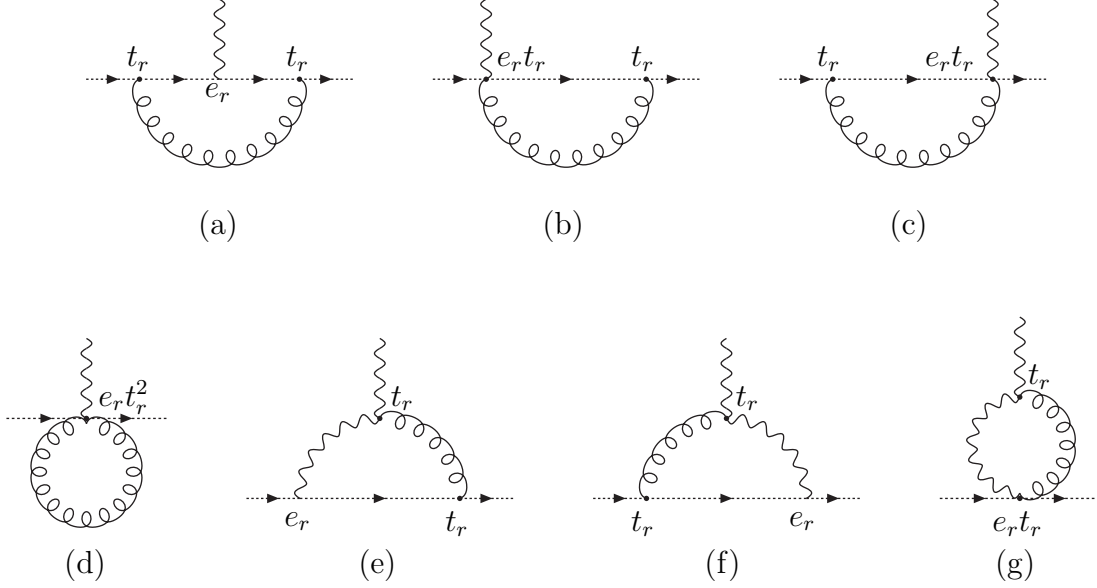 t_r t_r e_r t_r t_r t_r e_r t_r
e_r
(a) (b) (c)
e_r t_r^2 t_r t_r t_r
e_r t_r t_r e_r e_r t_r
(d) (e) (f) (g)